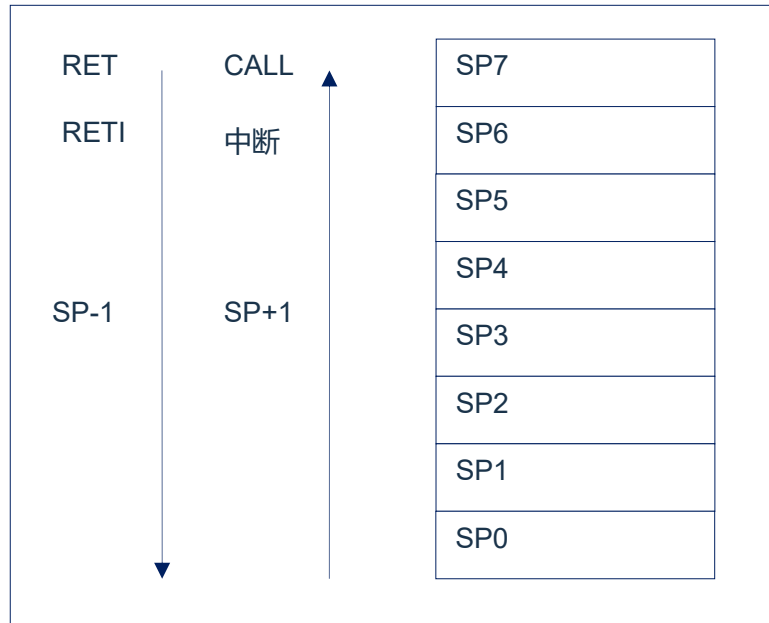 RET CALL SP7
RETI 中断 SP6
SP5
SP4
SP-1 SP+1 SP3
SP2
SP1
SP0